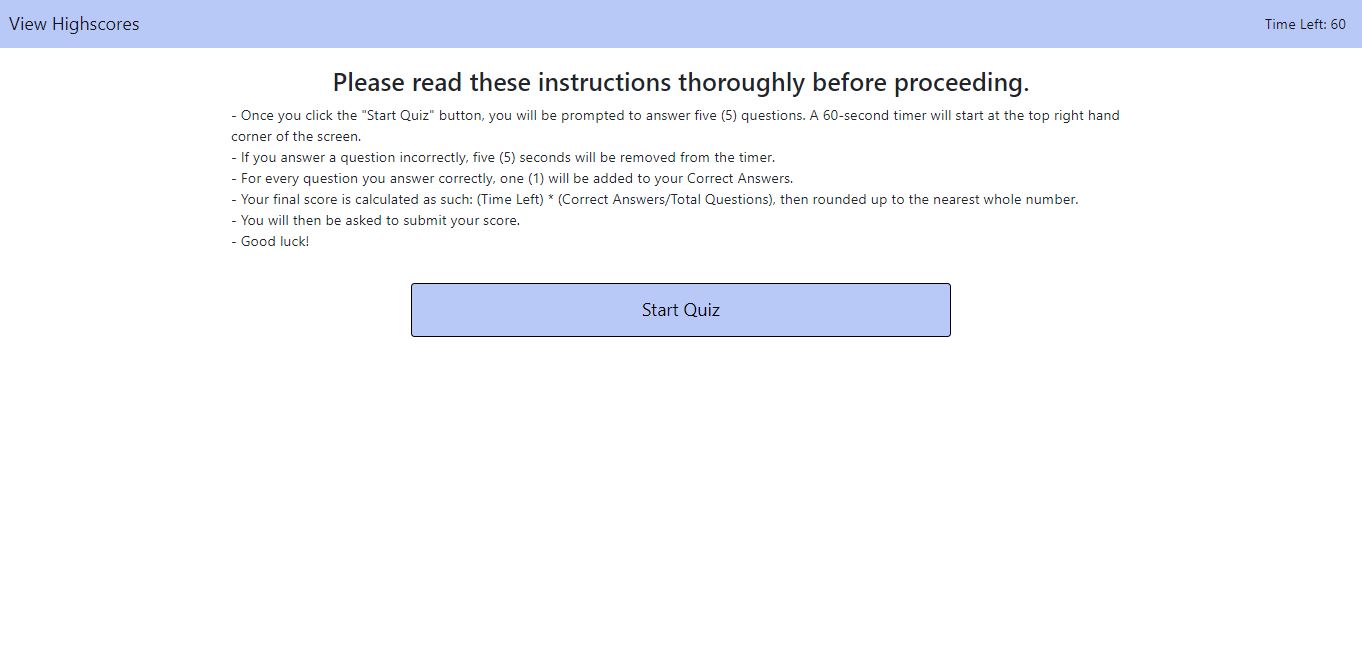 View Highscores
Time Left: 60
Please read these instructions thoroughly before proceeding.
- Once you click the "Start Quiz" button, you will be prompted to answer five (5) questions. A 60-second timer will start at the top right hand
corner of the screen.
- If you answer a question incorrectly, five (5) seconds will be removed from the timer.
- For every question you answer correctly, one (1) will be added to your Correct Answers.
- Your final score is calculated as such: (Time Left) * (Correct Answers/Total Questions), then rounded up to the nearest whole number.
- You will then be asked to submit your score.
- Good luck!
Start Quiz